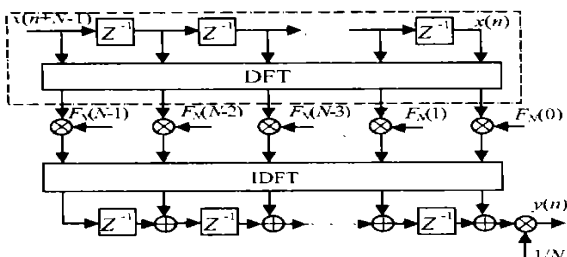 x(n+N-1) Z⁻¹ Z⁻¹ Z⁻¹ x(n)
DFT
F_N(N-1) F_N(N-2) F_N(N-3) F_N(1) F_N(0)
IDFT
Z⁻¹ Z⁻¹ Z⁻¹ y(n)
1/N